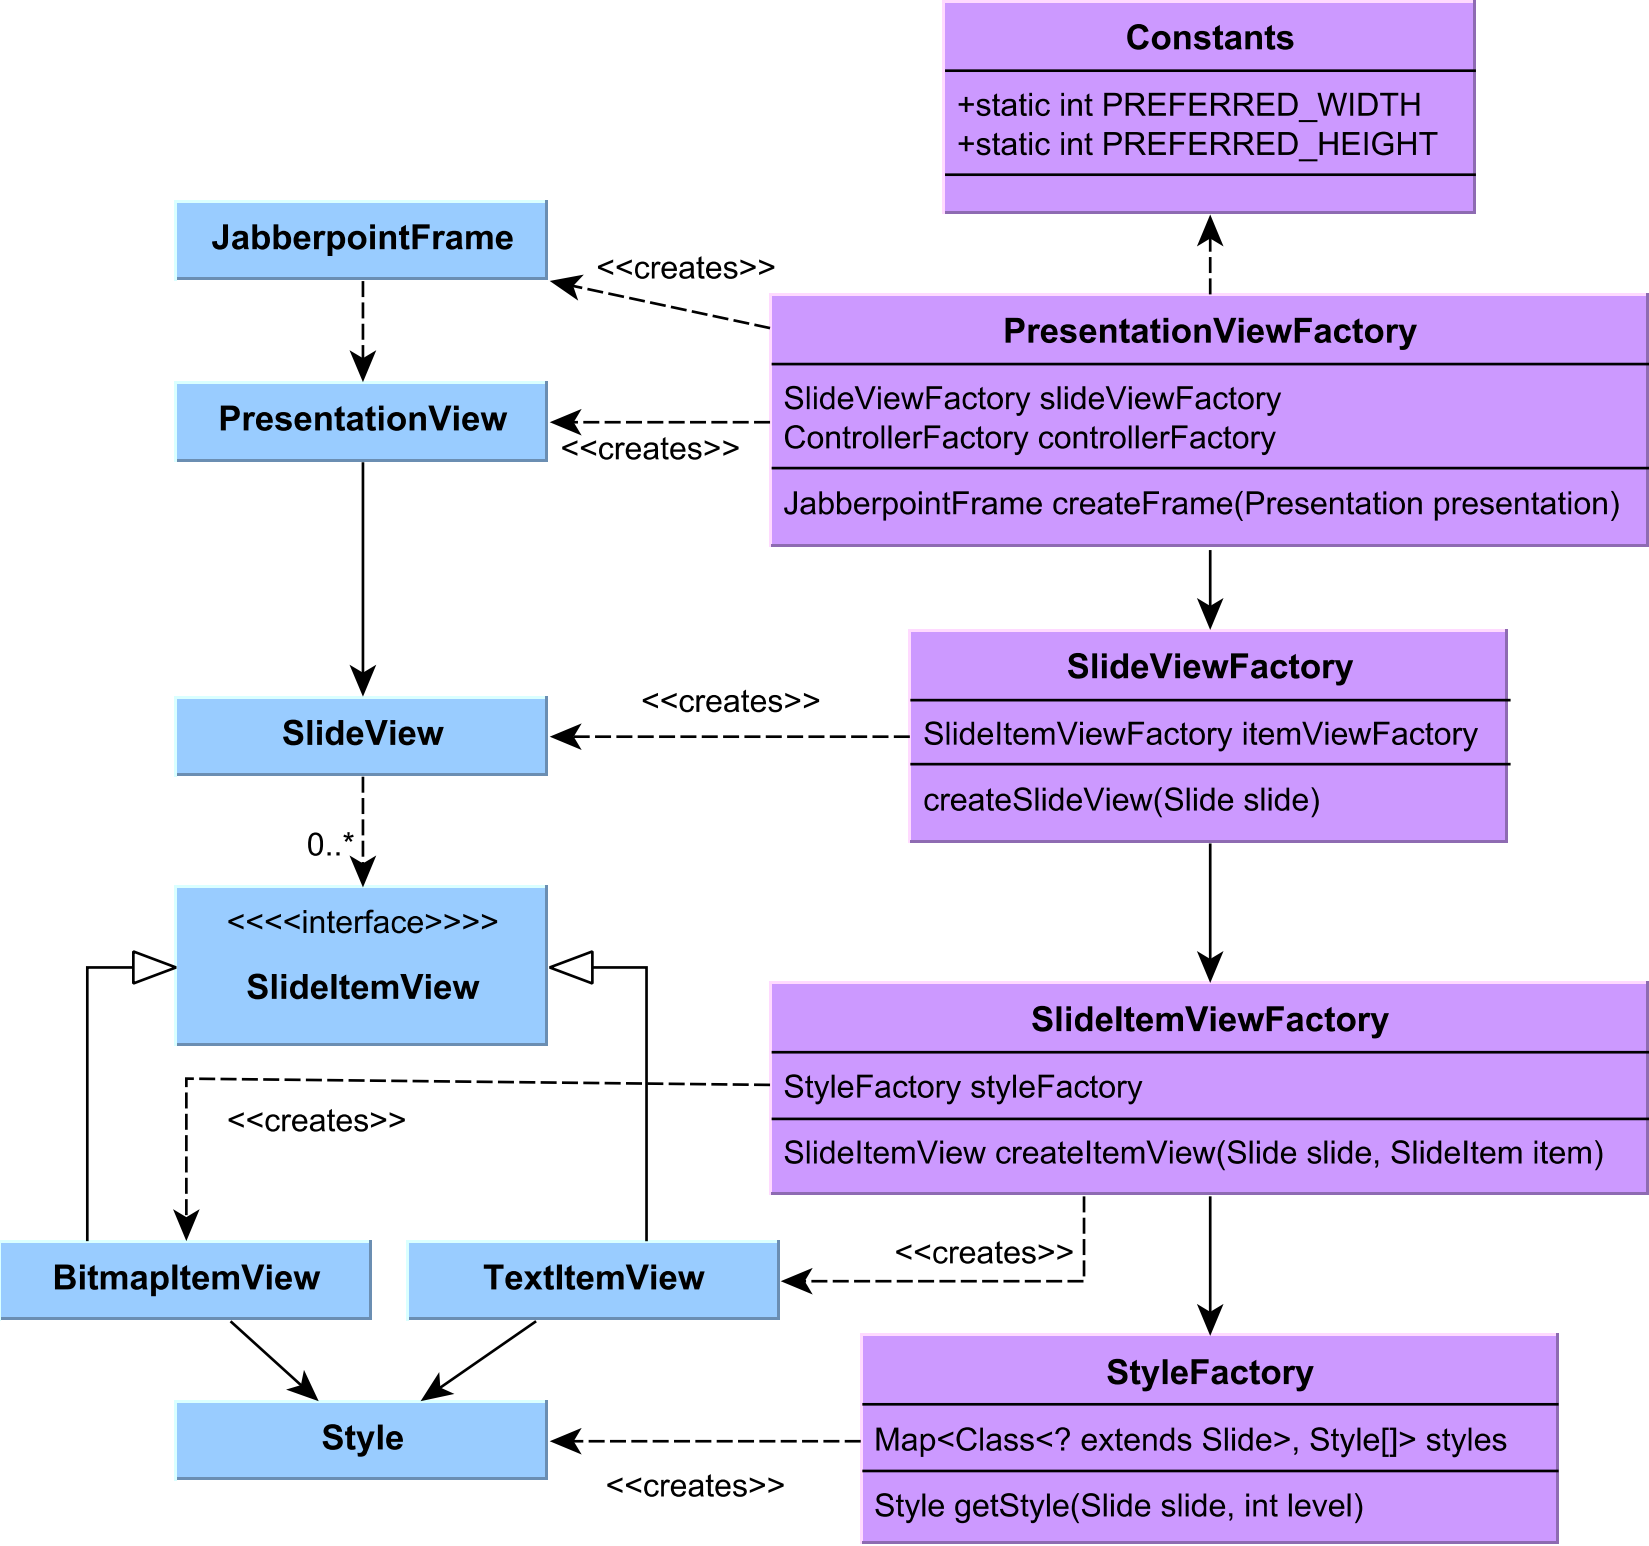 Constants
+static int PREFERRED_WIDTH
+static int PREFERRED_HEIGHT
JabberpointFrame
<<creates>>
PresentationViewFactory
SlideViewFactory slideViewFactory
ControllerFactory controllerFactory
JabberpointFrame createFrame(Presentation presentation)
PresentationView
<<creates>>
SlideViewFactory
SlideItemViewFactory itemViewFactory
createSlideView(Slide slide)
<<creates>>
SlideView
0..*
<<<<interface>>>>
SlideItemView
SlideItemViewFactory
StyleFactory styleFactory
SlideItemView createItemView(Slide slide, SlideItem item)
<<creates>>
<<creates>>
BitmapItemView
TextItemView
StyleFactory
Map<Class<? extends Slide>, Style[]> styles
Style getStyle(Slide slide, int level)
Style
<<creates>>